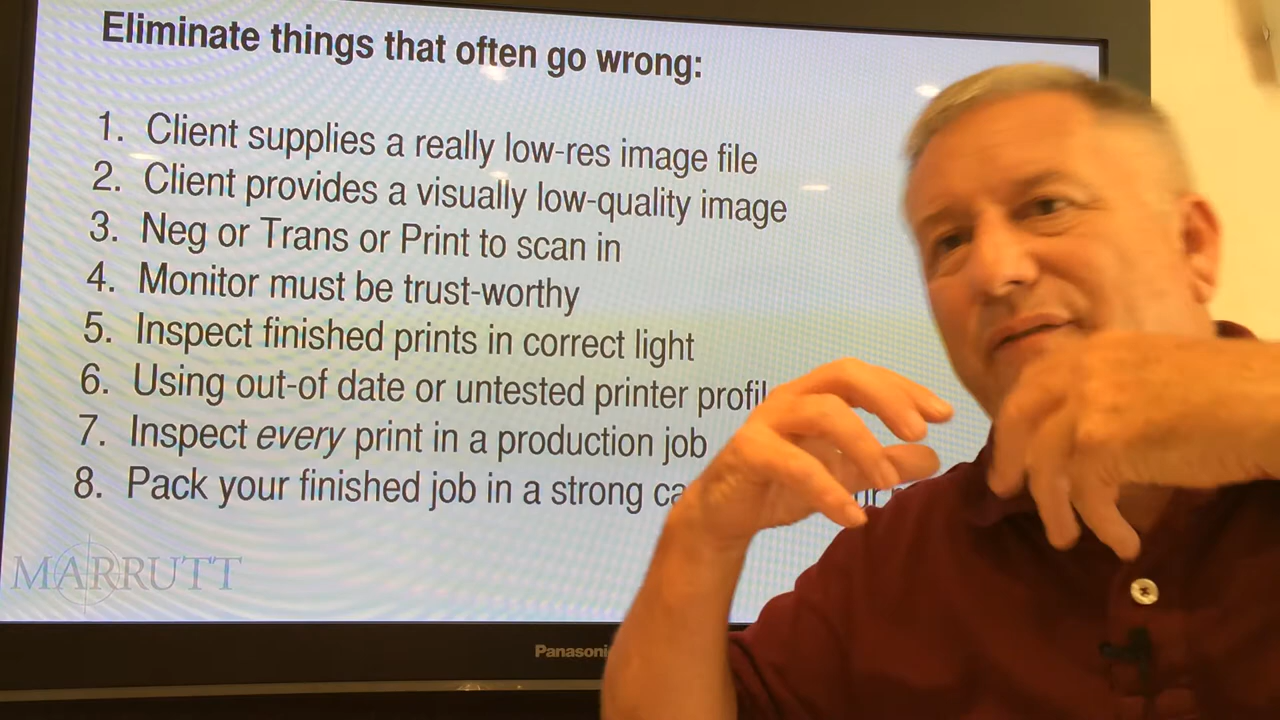 Eliminate things that often go wrong:
1. Client supplies a really low-res image file
2. Client provides a visually low-quality image
3. Neg or Trans or Print to scan in
4. Monitor must be trust-worthy
5. Inspect finished prints in correct light
6. Using out-of date or untested printer
7. Inspect every print in a production job
8. Pack your finished job in a strong
MARRUTT
Panasonic